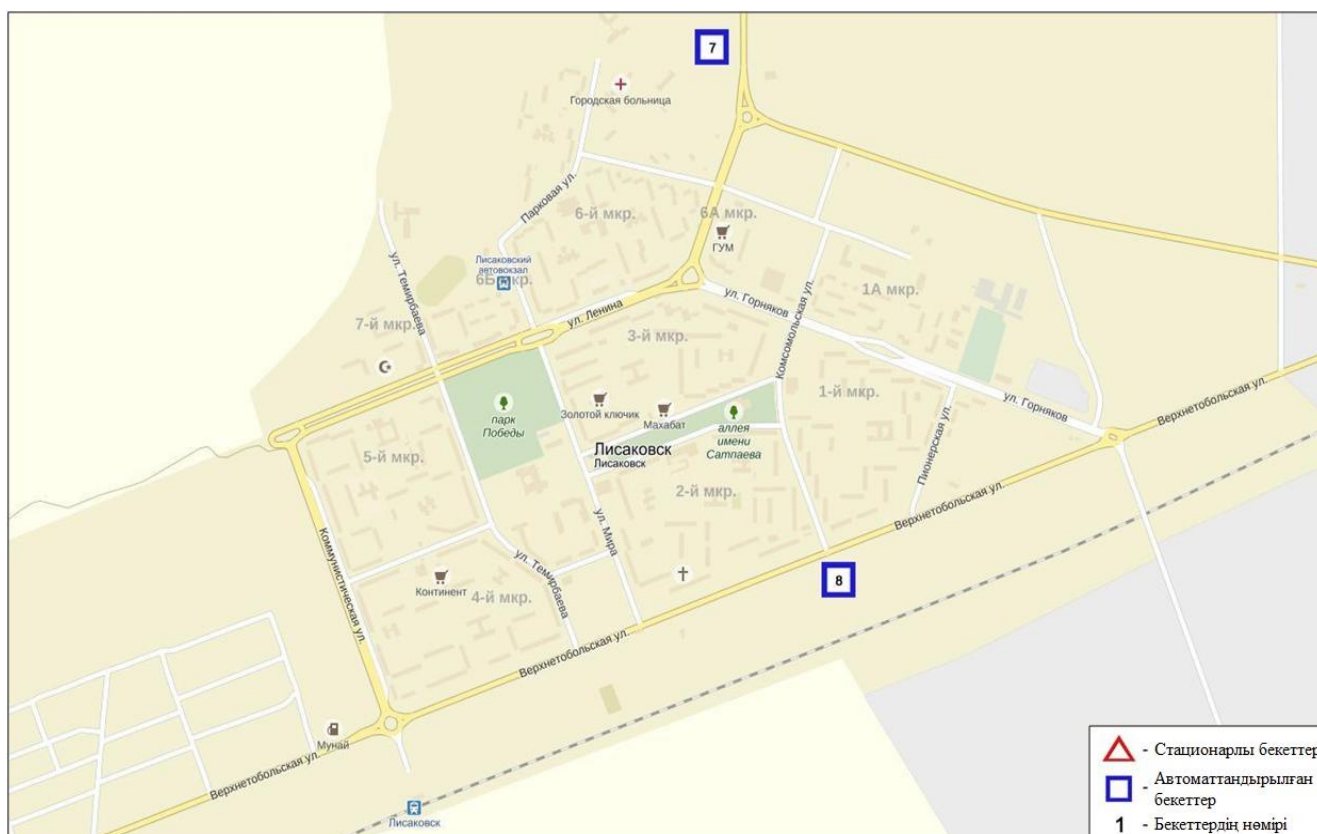 7
Городская больница
Парковая ул.
6-й мкр.
6А мкр.
ГУМ
ул. Темирбаева
Лисаковский
автовокзал
6Б мкр.
7-й мкр.
ул. Ленина
ул. Горняков
Комсомольская ул.
1А мкр.
3-й мкр.
1-й мкр.
парк
Победы
Золотой ключик
Махабат
аллея
имени
Сатпаева
ул. Горняков
Верхнетобольская ул.
Пионерская ул.
Лисаковск
Лисаковск
5-й мкр.
2-й мкр.
ул. Мира
Верхнетобольская ул.
Коммунистическая ул.
ул. Темирбаева
Континент
4-й мкр.
8
Верхнетобольская ул.
Мунай
Верхнетобольская ул.
Лисаковск
- Стационарлы бекеттер
- Автоматтандырылған
бекеттер
1 - Бекеттердің нөмірі